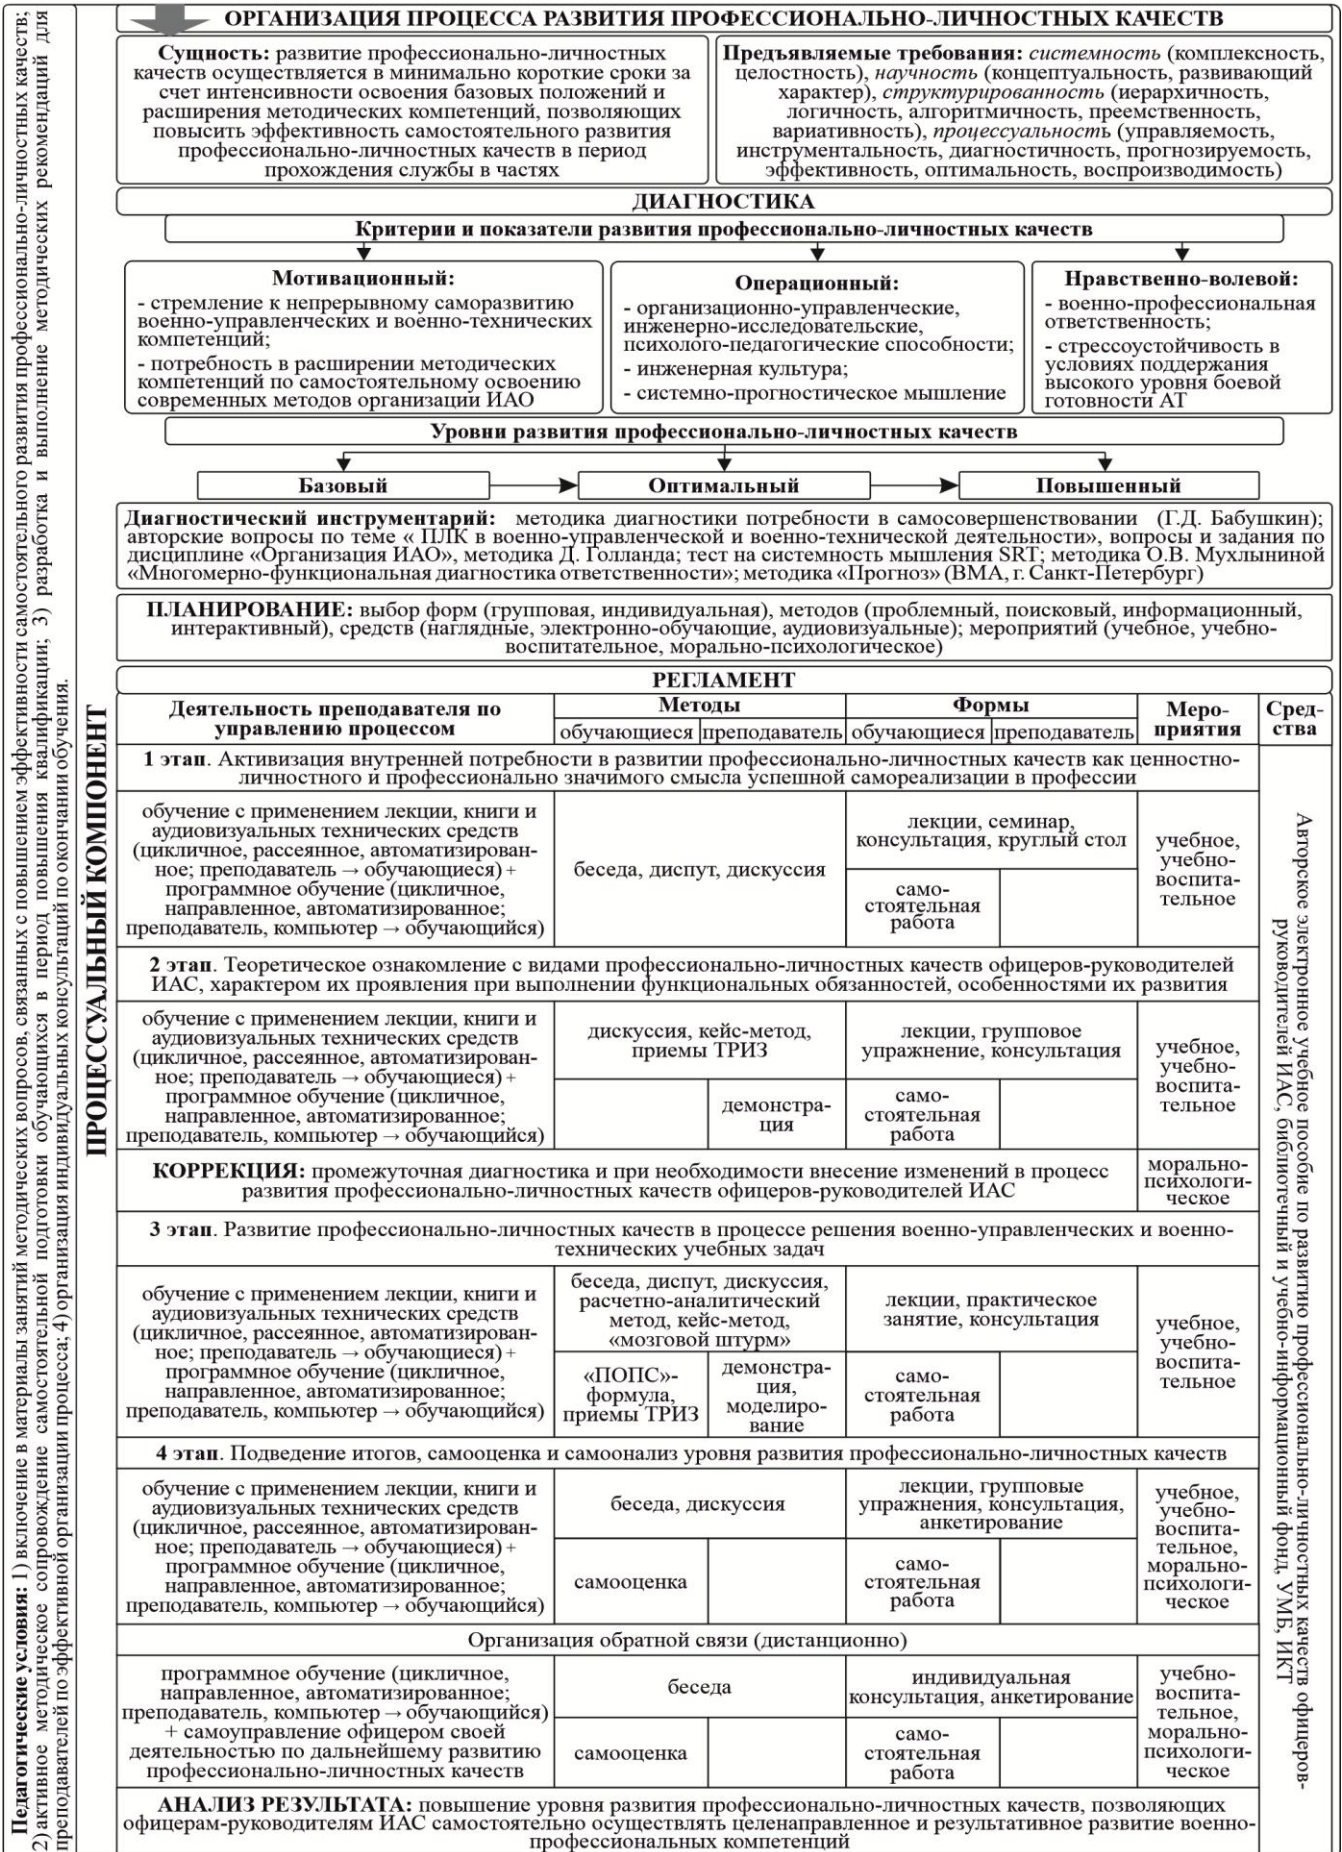 Педагогические условия: 1) включение в материалы занятий методических вопросов, связанных с повышением эффективности самостоятельного развития профессионально-личностных качеств;
2) активное методическое сопровождение самостоятельной подготовки обучающихся в период повышения квалификации; 3) разработка и выполнение методических рекомендаций для
преподавателей по эффективной организации процесса; 4) организация индивидуальных консультаций по окончании обучения.
ПРОЦЕССУАЛЬНЫЙ КОМПОНЕНТ
ОРГАНИЗАЦИЯ ПРОЦЕССА РАЗВИТИЯ ПРОФЕССИОНАЛЬНО-ЛИЧНОСТНЫХ КАЧЕСТВ
Сущность: развитие профессионально-личностных
качеств осуществляется в минимально короткие сроки за
счет интенсивности освоения базовых положений и
расширения методических компетенций, позволяющих
повысить эффективность самостоятельного развития
профессионально-личностных качеств в период
прохождения службы в частях
Предъявляемые требования: системность (комплексность,
целостность), научность (концептуальность, развивающий
характер), структурированность (иерархичность,
логичность, алгоритмичность, преемственность,
вариативность), процессуальность (управляемость,
инструментальность, диагностичность, прогнозируемость,
эффективность, оптимальность, воспроизводимость)
ДИАГНОСТИКА
Критерии и показатели развития профессионально-личностных качеств
Мотивационный:
- стремление к непрерывному саморазвитию
военно-управленческих и военно-технических
компетенций;
- потребность в расширении методических
компетенций по самостоятельному освоению
современных методов организации ИАО
Операционный:
- организационно-управленческие,
инженерно-исследовательские,
психолого-педагогические способности;
- инженерная культура;
- системно-прогностическое мышление
Нравственно-волевой:
- военно-профессиональная
ответственность;
- стрессоустойчивость в
условиях поддержания
высокого уровня боевой
готовности АТ
Уровни развития профессионально-личностных качеств
Базовый
Оптимальный
Повышенный
Диагностический инструментарий: методика диагностики потребности в самосовершенствовании (Г.Д. Бабушкин);
авторские вопросы по теме « ПЛК в военно-управленческой и военно-технической деятельности», вопросы и задания по
дисциплине «Организация ИАО», методика Д. Голланда; тест на системность мышления SRT; методика О.В. Мухлыниной
«Многомерно-функциональная диагностика ответственности»; методика «Прогноз» (ВМА, г. Санкт-Петербург)
ПЛАНИРОВАНИЕ: выбор форм (групповая, индивидуальная), методов (проблемный, поисковый, информационный,
интерактивный), средств (наглядные, электронно-обучающие, аудиовизуальные); мероприятий (учебное, учебно-
воспитательное, морально-психологическое)
РЕГЛАМЕНТ
Деятельность преподавателя по
управлению процессом
Методы
обучающиеся
преподаватель
Формы
обучающиеся
преподаватель
Меро-
приятия
Сред-
ства
1 этап. Активизация внутренней потребности в развитии профессионально-личностных качеств как ценностно-
личностного и профессионально значимого смысла успешной самореализации в профессии
обучение с применением лекции, книги и
аудиовизуальных технических средств
(цикличное, рассеянное, автоматизирован-
ное; преподаватель → обучающиеся) +
программное обучение (цикличное,
направленное, автоматизированное;
преподаватель, компьютер → обучающийся)
беседа, диспут, дискуссия
лекции, семинар,
консультация, круглый стол
само-
стоятельная
работа
учебное,
учебно-
воспита-
тельное
2 этап. Теоретическое ознакомление с видами профессионально-личностных качеств офицеров-руководителей
ИАС, характером их проявления при выполнении функциональных обязанностей, особенностями их развития
обучение с применением лекции, книги и
аудиовизуальных технических средств
(цикличное, рассеянное, автоматизирован-
ное; преподаватель → обучающиеся) +
программное обучение (цикличное,
направленное, автоматизированное;
преподаватель, компьютер → обучающийся)
дискуссия, кейс-метод,
приемы ТРИЗ
демонстра-
ция
лекции, групповое
упражнение, консультация
само-
стоятельная
работа
учебное,
учебно-
воспита-
тельное
КОРРЕКЦИЯ: промежуточная диагностика и при необходимости внесение изменений в процесс
развития профессионально-личностных качеств офицеров-руководителей ИАС
морально-
психологи-
ческое
3 этап. Развитие профессионально-личностных качеств в процессе решения военно-управленческих и военно-
технических учебных задач
обучение с применением лекции, книги и
аудиовизуальных технических средств
(цикличное, рассеянное, автоматизирован-
ное; преподаватель → обучающиеся) +
программное обучение (цикличное,
направленное, автоматизированное;
преподаватель, компьютер → обучающийся)
беседа, диспут, дискуссия,
расчетно-аналитический
метод, кейс-метод,
«мозговой штурм»
«ПОПС»-
формула,
приемы ТРИЗ
демонстра-
ция,
моделиро-
вание
лекции, практическое
занятие, консультация
само-
стоятельная
работа
учебное,
учебно-
воспита-
тельное
4 этап. Подведение итогов, самооценка и самоанализ уровня развития профессионально-личностных качеств
обучение с применением лекции, книги и
аудиовизуальных технических средств
(цикличное, рассеянное, автоматизирован-
ное; преподаватель → обучающиеся) +
программное обучение (цикличное,
направленное, автоматизированное;
преподаватель, компьютер → обучающийся)
беседа, дискуссия
самооценка
лекции, групповые
упражнения, консультация,
анкетирование
само-
стоятельная
работа
учебное,
учебно-
воспита-
тельное,
морально-
психологи-
ческое
Организация обратной связи (дистанционно)
программное обучение (цикличное,
направленное, автоматизированное;
преподаватель, компьютер → обучающийся)
+ самоуправление офицером своей
деятельностью по дальнейшему развитию
профессионально-личностных качеств
беседа
самооценка
индивидуальная
консультация, анкетирование
само-
стоятельная
работа
учебно-
воспита-
тельное,
морально-
психологи-
ческое
Авторское электронное учебное пособие по развитию профессионально-личностных качеств офицеров-
руководителей ИАС, библиотечный и учебно-информационный фонд, УМБ, ИКТ
АНАЛИЗ РЕЗУЛЬТАТА: повышение уровня развития профессионально-личностных качеств, позволяющих
офицерам-руководителям ИАС самостоятельно осуществлять целенаправленное и результативное развитие военно-
профессиональных компетенций